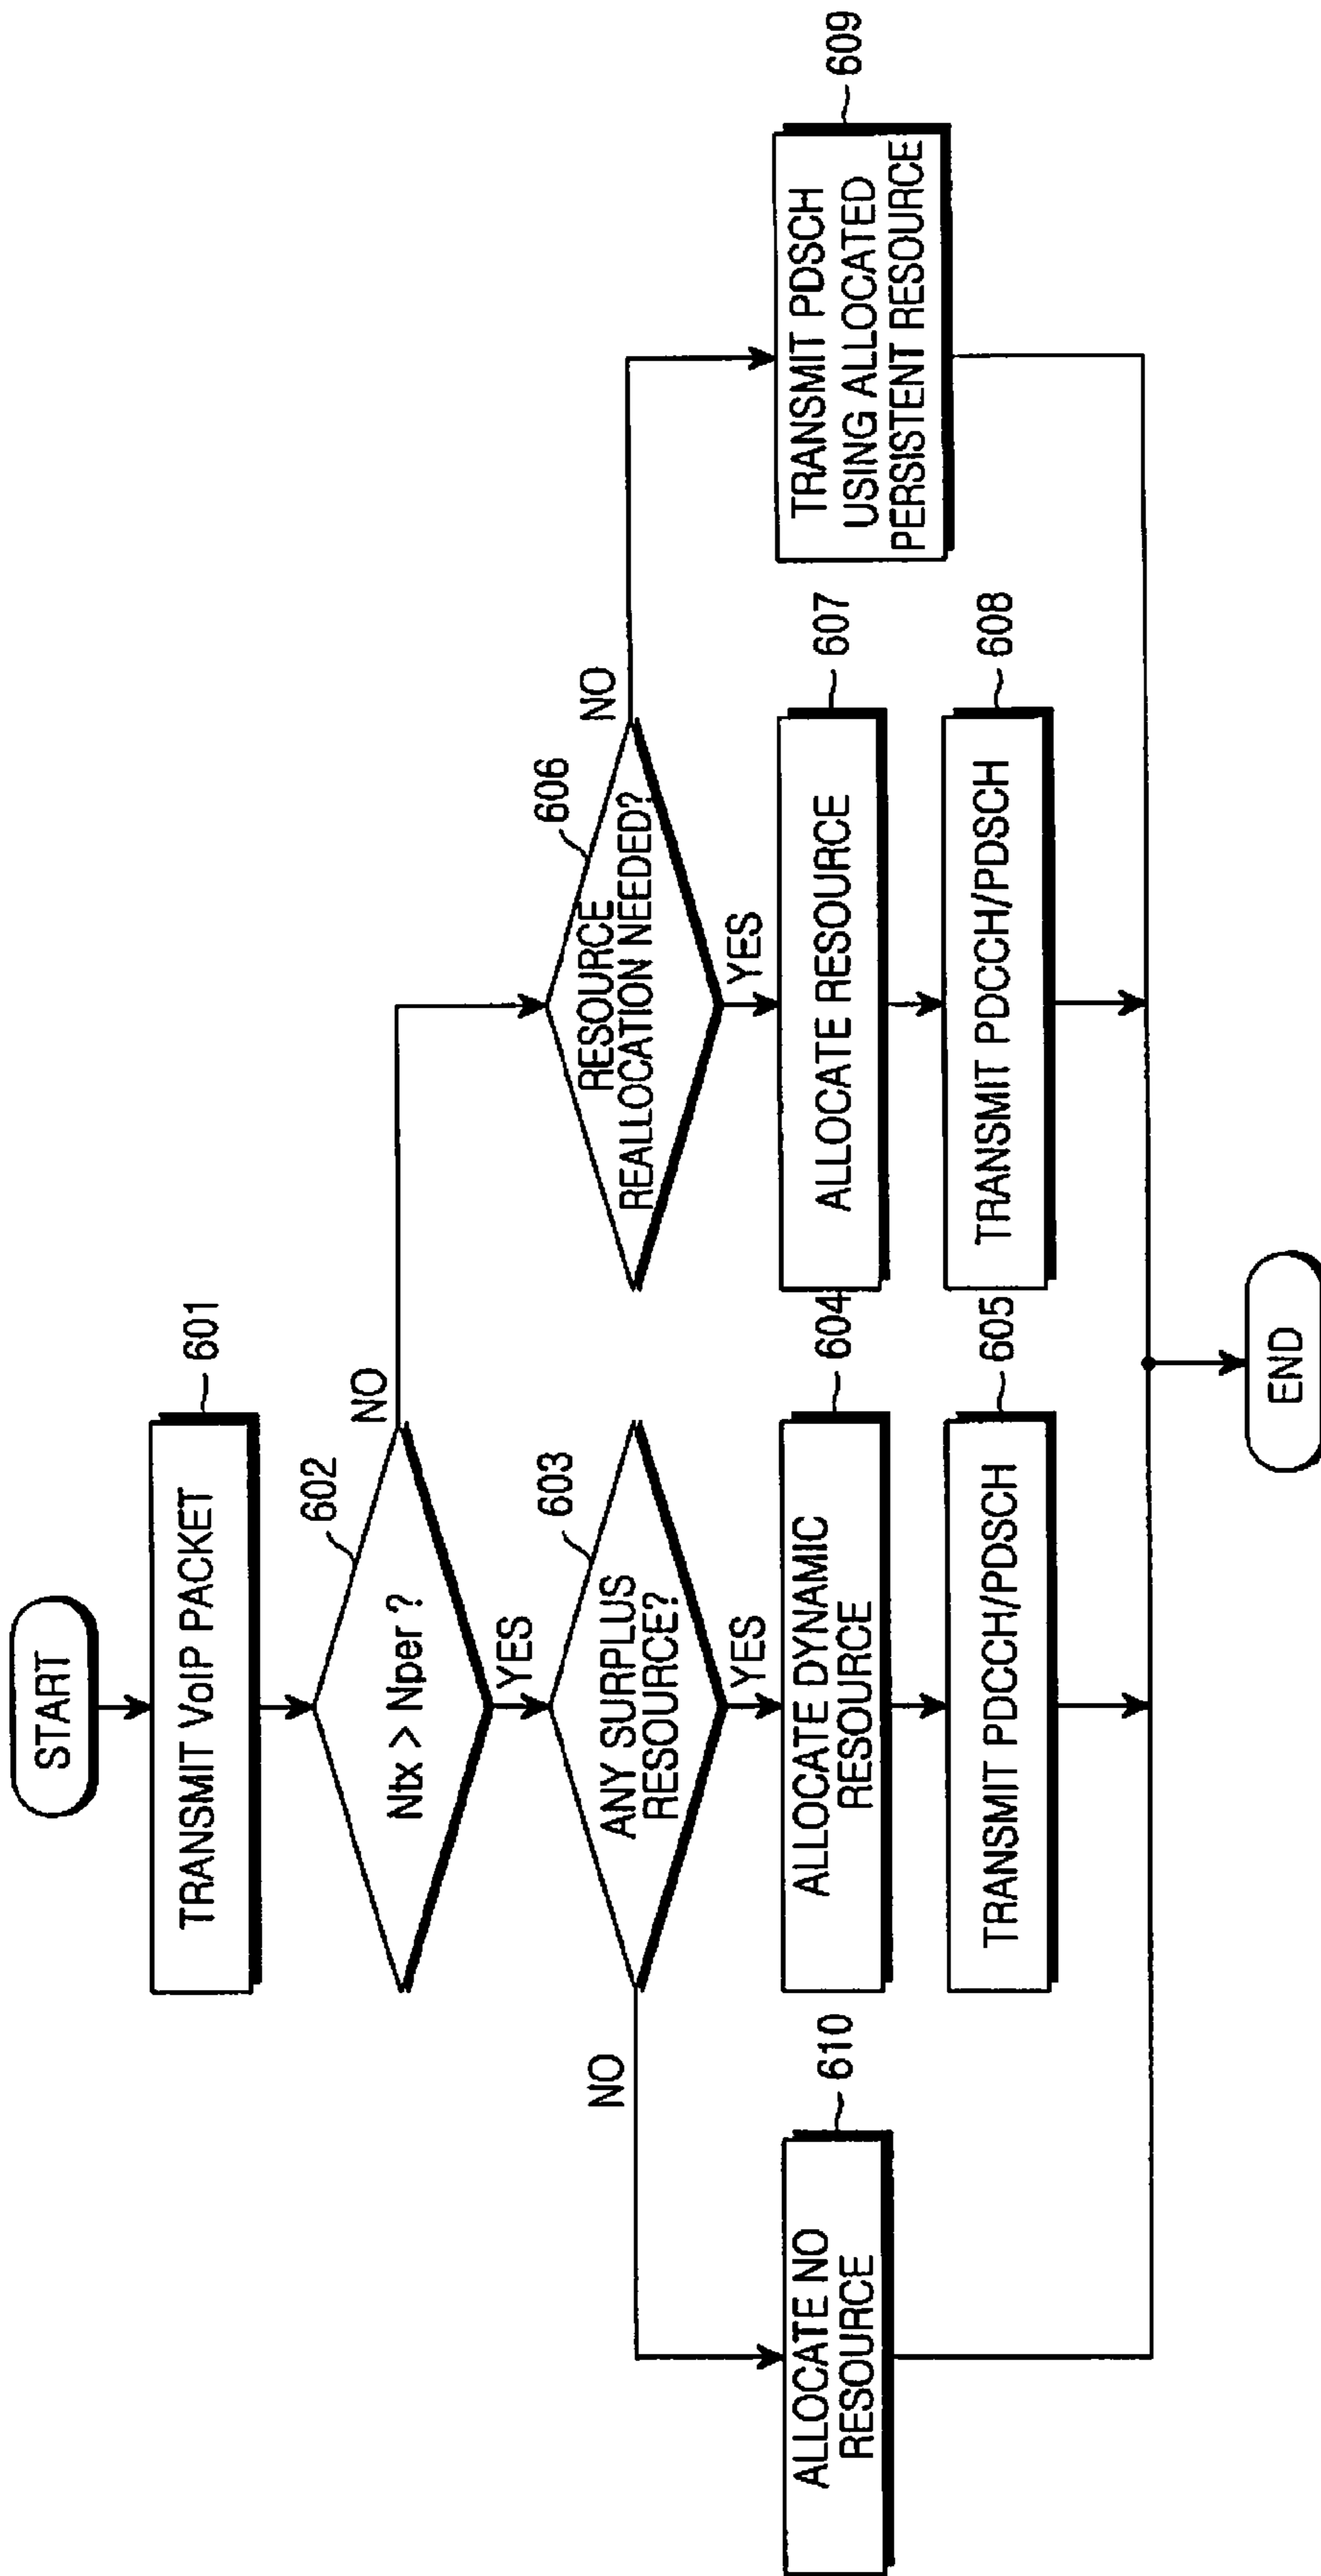 START
TRANSMIT VoIP PACKET
601
602
Ntx > Nper ?
NO
YES
603
ANY SURPLUS
RESOURCE?
NO
YES
606
RESOURCE
REALLOCATION NEEDED?
NO
YES
610
ALLOCATE NO
RESOURCE
604
ALLOCATE DYNAMIC
RESOURCE
607
ALLOCATE RESOURCE
609
TRANSMIT PDSCH
USING ALLOCATED
PERSISTENT RESOURCE
605
TRANSMIT PDCCH/PDSCH
608
TRANSMIT PDCCH/PDSCH
END